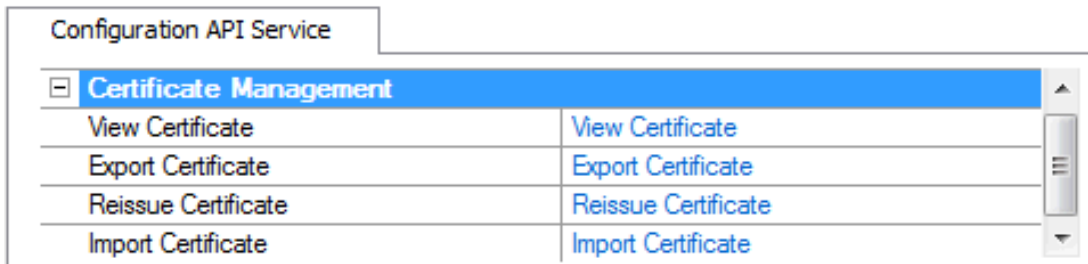 Configuration API Service
Certificate Management
View Certificate View Certificate
Export Certificate Export Certificate
Reissue Certificate Reissue Certificate
Import Certificate Import Certificate